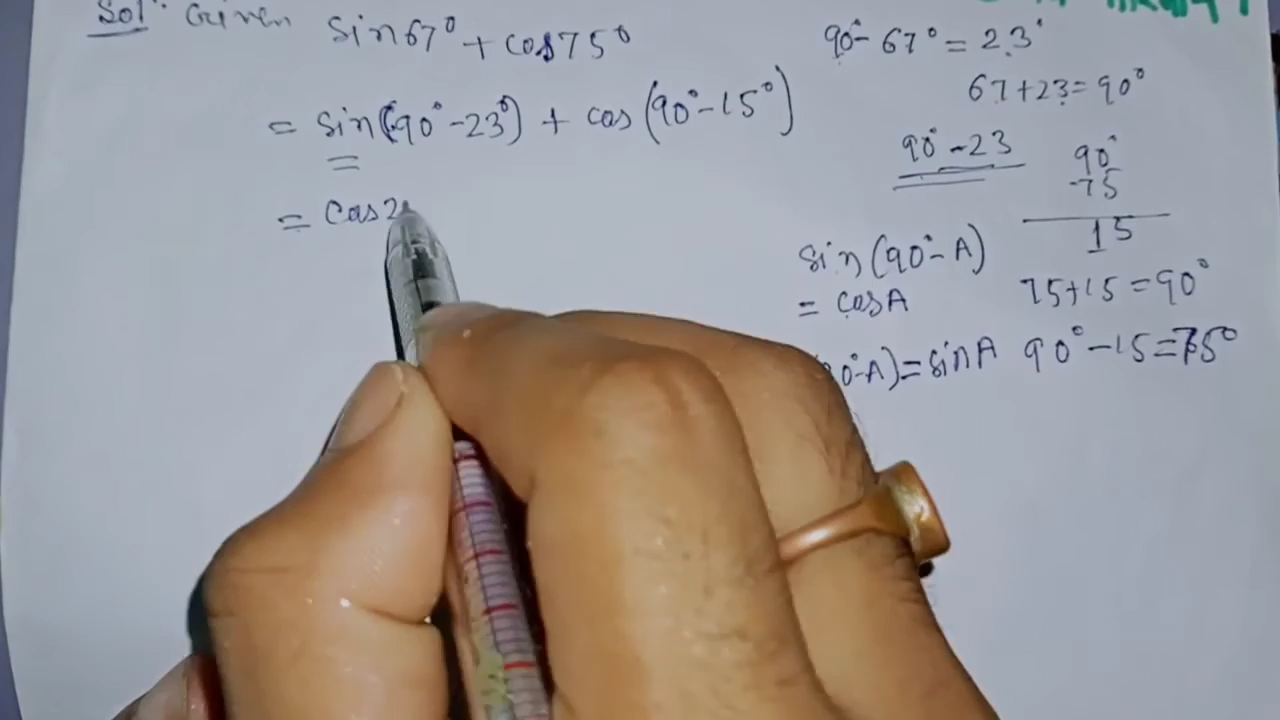 Sol: Given sin67° + cos75°
= sin(90°-23°) + cos(90°-15°)
=
= cos2
90°- 67° = 23°
67+23=90°
90°-23
90°
-75
15
sin(90°-A)
= cosA
75+15=90°
0°-A)=sinA
90°-15=75°